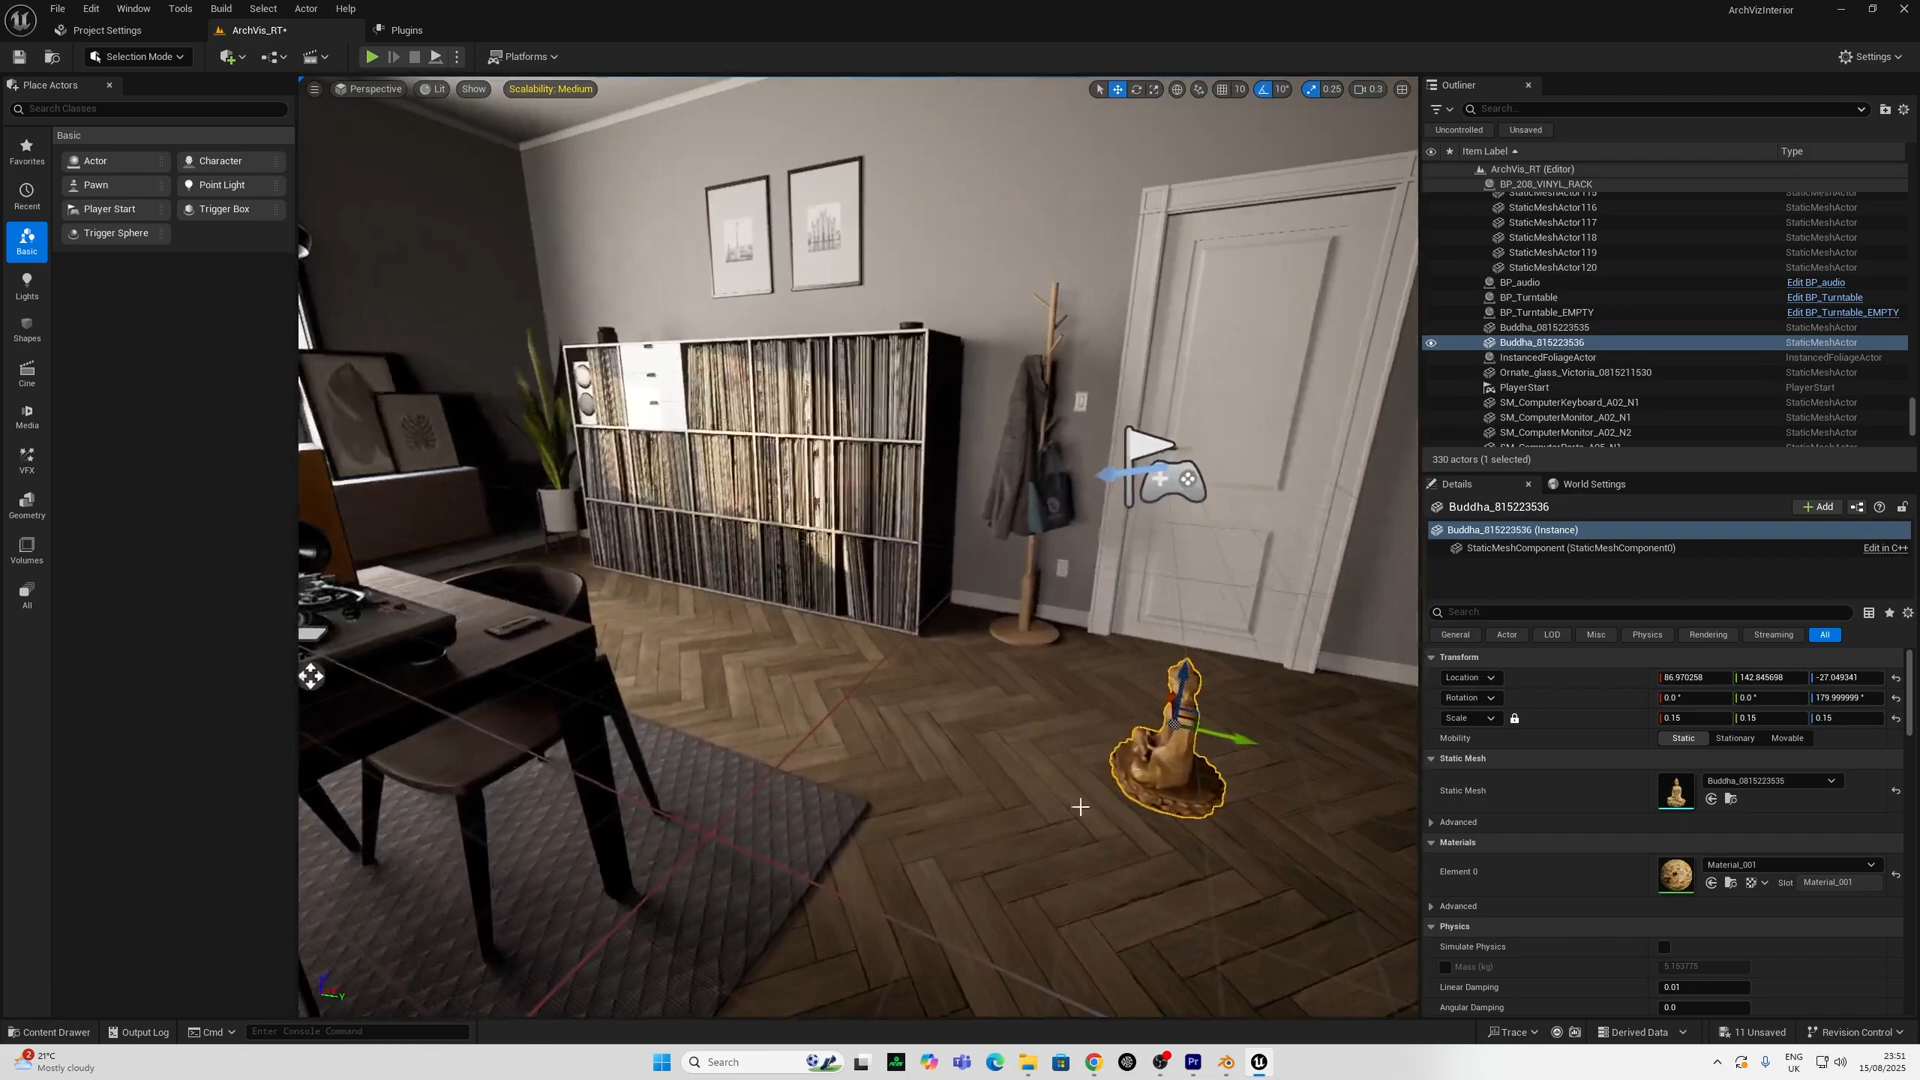 File Edit Window Tools Build Select Actor Help
ArchVizInterior
Project Settings
ArchVis_RT*
Plugins
Selection Mode
Platforms
Settings
Place Actors
Search Classes
Basic
Favorites
Recent
Basic
Lights
Shapes
Cine
Media
VFX
Geometry
Volumes
All
Actor
Character
Pawn
Point Light
Player Start
Trigger Box
Trigger Sphere
Perspective
Lit
Show
Scalability: Medium
10
10°
0.25
0.3
Outliner
Search...
Uncontrolled
Unsaved
Item Label
Type
ArchVis_RT (Editor)
BP_208_VINYL_RACK
StaticMeshActor115 StaticMeshActor
StaticMeshActor116 StaticMeshActor
StaticMeshActor117 StaticMeshActor
StaticMeshActor118 StaticMeshActor
StaticMeshActor119 StaticMeshActor
StaticMeshActor120 StaticMeshActor
BP_audio Edit BP_audio
BP_Turntable Edit BP_Turntable
BP_Turntable_EMPTY Edit BP_Turntable_EMPTY
Buddha_0815223535 StaticMeshActor
Buddha_815223536 StaticMeshActor
InstancedFoliageActor InstancedFoliageActor
Ornate_glass_Victoria_0815211530 StaticMeshActor
PlayerStart PlayerStart
SM_ComputerKeyboard_A02_N1 StaticMeshActor
SM_ComputerMonitor_A02_N1 StaticMeshActor
SM_ComputerMonitor_A02_N2 StaticMeshActor
330 actors (1 selected)
Details
World Settings
Buddha_815223536
Add
Buddha_815223536 (Instance)
StaticMeshComponent (StaticMeshComponent0)
Edit in C++
Search
General Actor LOD Misc Physics Rendering Streaming All
Transform
Location 86.970258 142.845698 -27.049341
Rotation 0.0 ° 0.0 ° 179.999999 °
Scale 0.15 0.15 0.15
Mobility Static Stationary Movable
Static Mesh
Static Mesh Buddha_0815223535
Advanced
Materials
Element 0 Material_001
Slot Material_001
Advanced
Physics
Simulate Physics
Mass (kg) 5.153775
Linear Damping 0.01
Angular Damping 0.0
Content Drawer
Output Log
Cmd
Enter Console Command
Trace
Derived Data
11 Unsaved
Revision Control
2
21°C
Mostly cloudy
Search
ENG
UK
23:51
15/08/2025